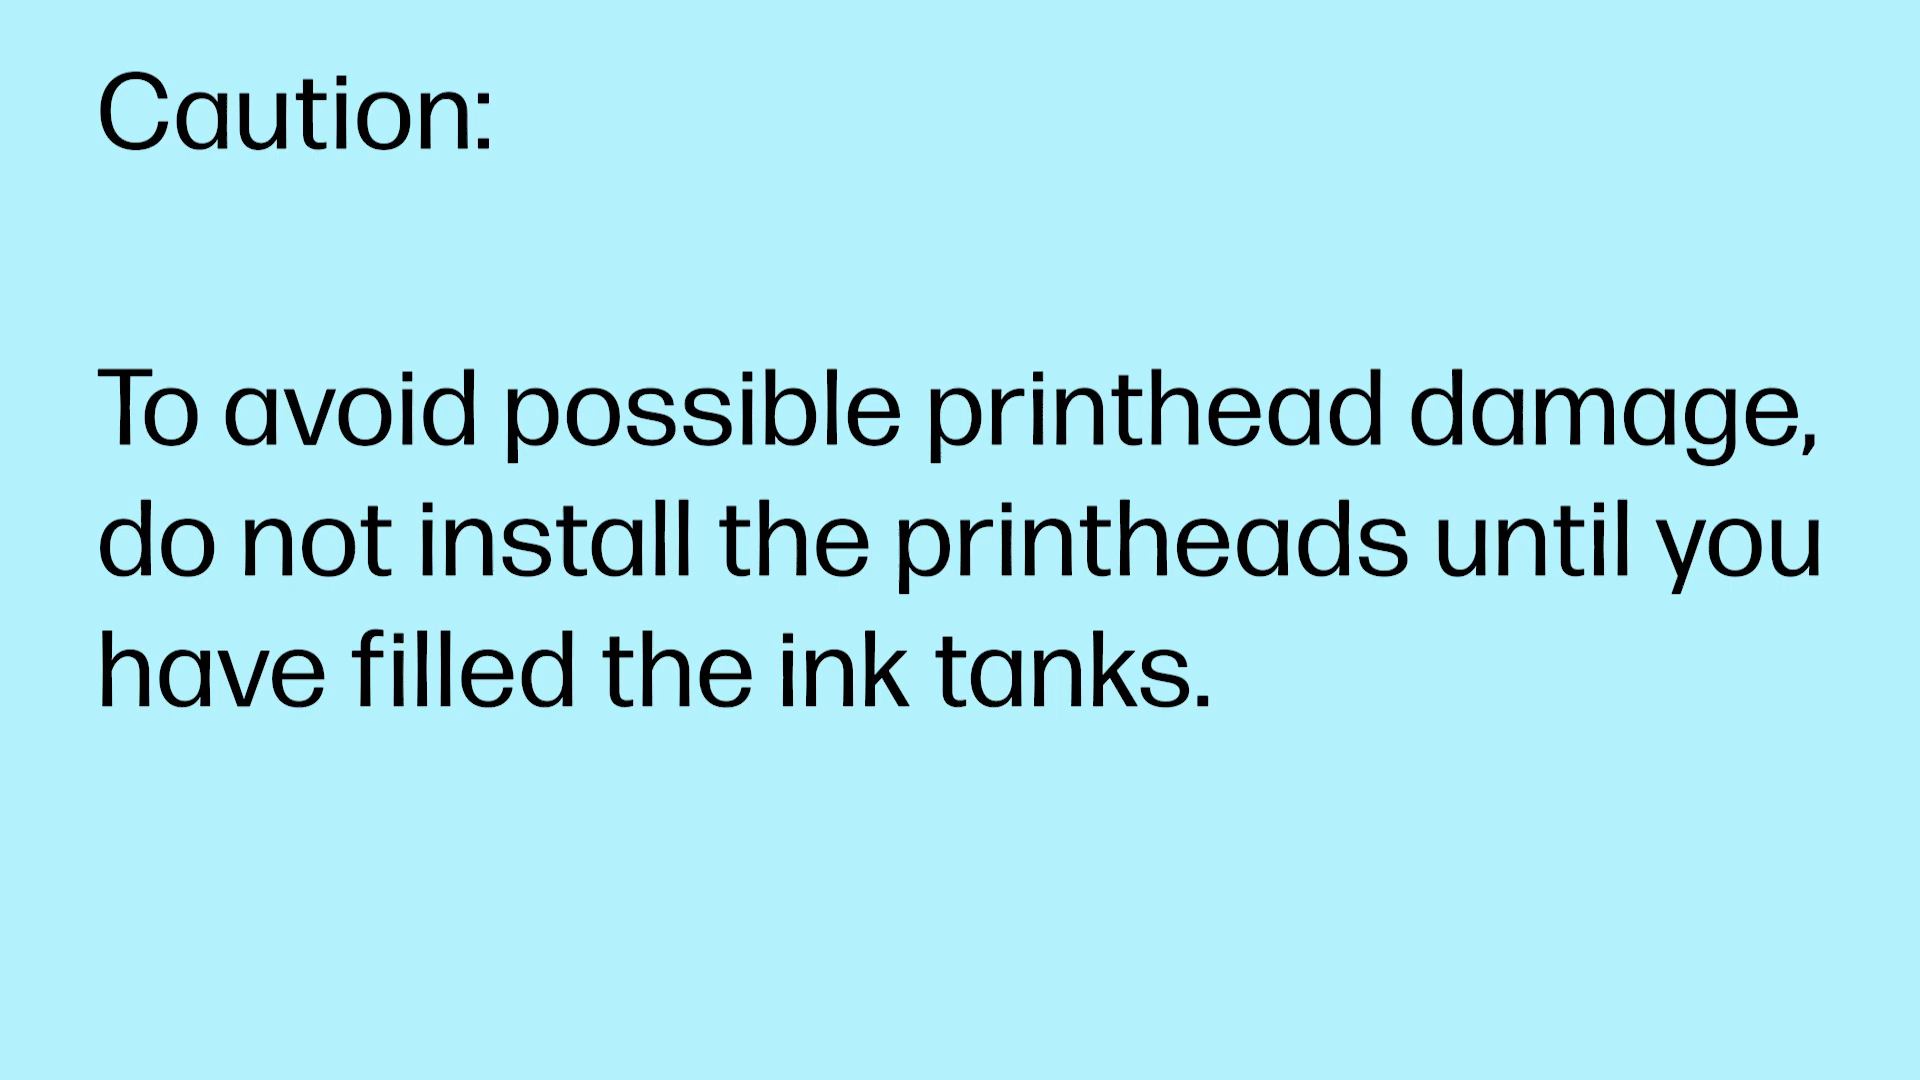 Caution:
To avoid possible printhead damage,
do not install the printheads until you
have filled the ink tanks.